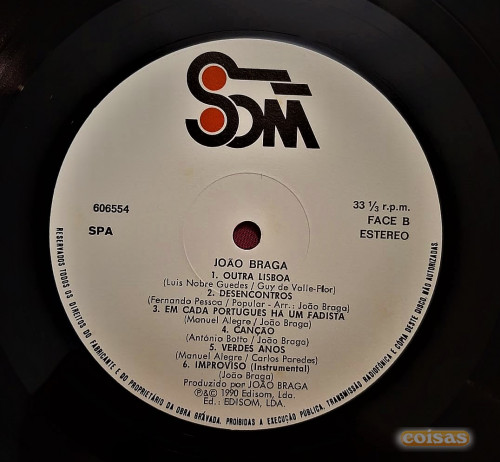 SOM
606554
SPA
33 1/3 r.p.m.
FACE B
ESTEREO
JOÃO BRAGA
1. OUTRA LISBOA
(Luis Nobre Guedes / Guy de Valle-Flor)
2. DESENCONTROS
(Fernando Pessoa / Popular - Arr.: João Braga)
3. EM CADA PORTUGUES HÁ UM FADISTA
(Manuel Alegre / João Braga)
4. CANÇÃO
(António Botto / João Braga)
5. VERDES ANOS
(Manuel Alegre / Carlos Paredes)
6. IMPROVISO (Instrumental)
(João Braga)
Produzido por JOÃO BRAGA
℗&© 1990 Edisom, Lda.
Ed.: EDISOM, LDA.
RESERVADOS TODOS OS DIREITOS DO FABRICANTE E DO PROPRIETÁRIO DA OBRA GRAVADA. PROIBIDAS A EXECUÇÃO PÚBLICA, TRANSMISSÃO RADIOFÓNICA E COPIA DESTE DISCO, NÃO AUTORIZADAS.
coisas